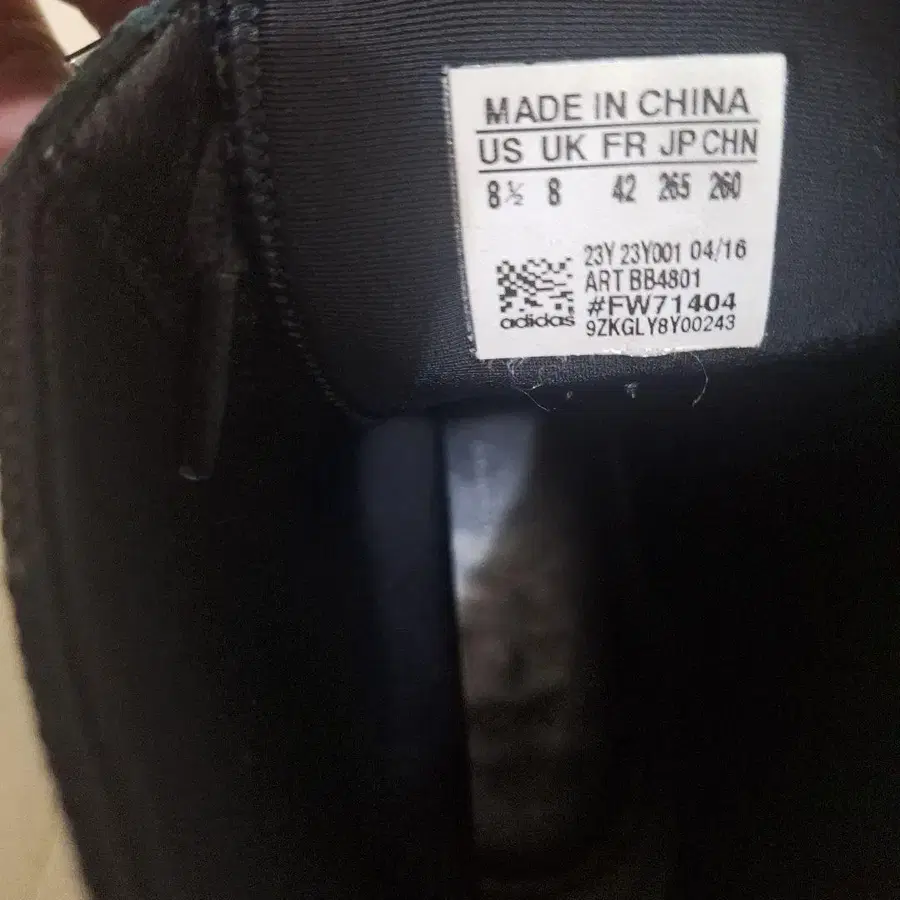 MADE IN CHINA
US UK FR JP CHN
8½ 8 42 265 260
23Y 23Y001 04/16
ART BB4801
#FW71404
adidas 9ZKGLY8Y00243